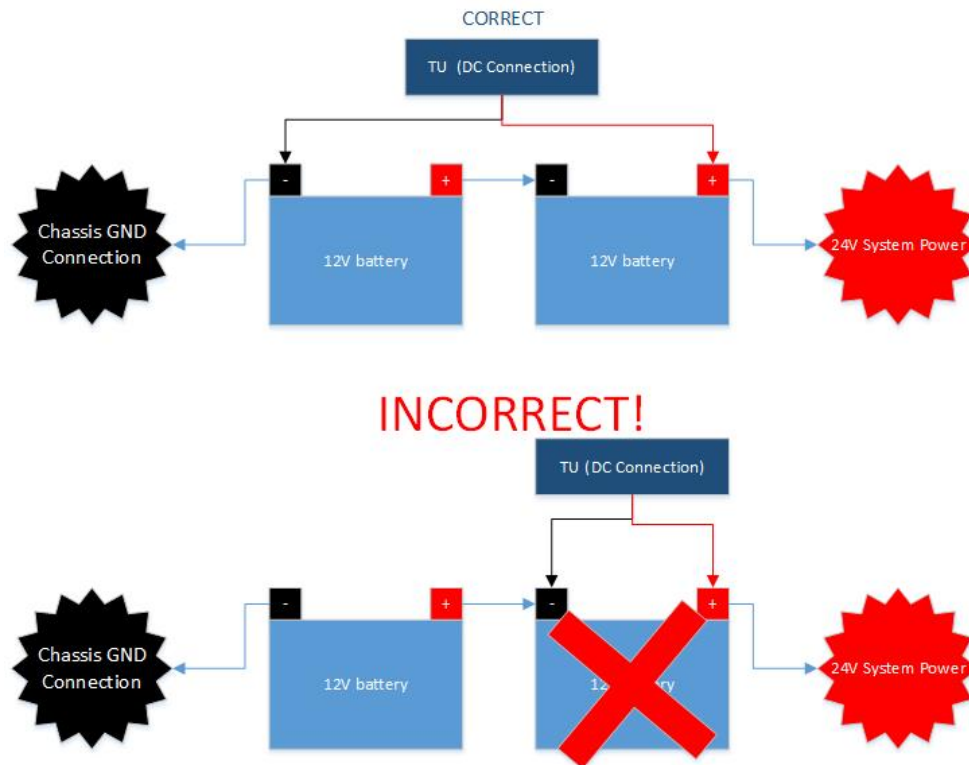 CORRECT
TU (DC Connection)
-
+
-
+
Chassis GND
Connection
12V battery
12V battery
24V System Power
INCORRECT!
TU (DC Connection)
-
+
-
+
Chassis GND
Connection
12V battery
24V System Power